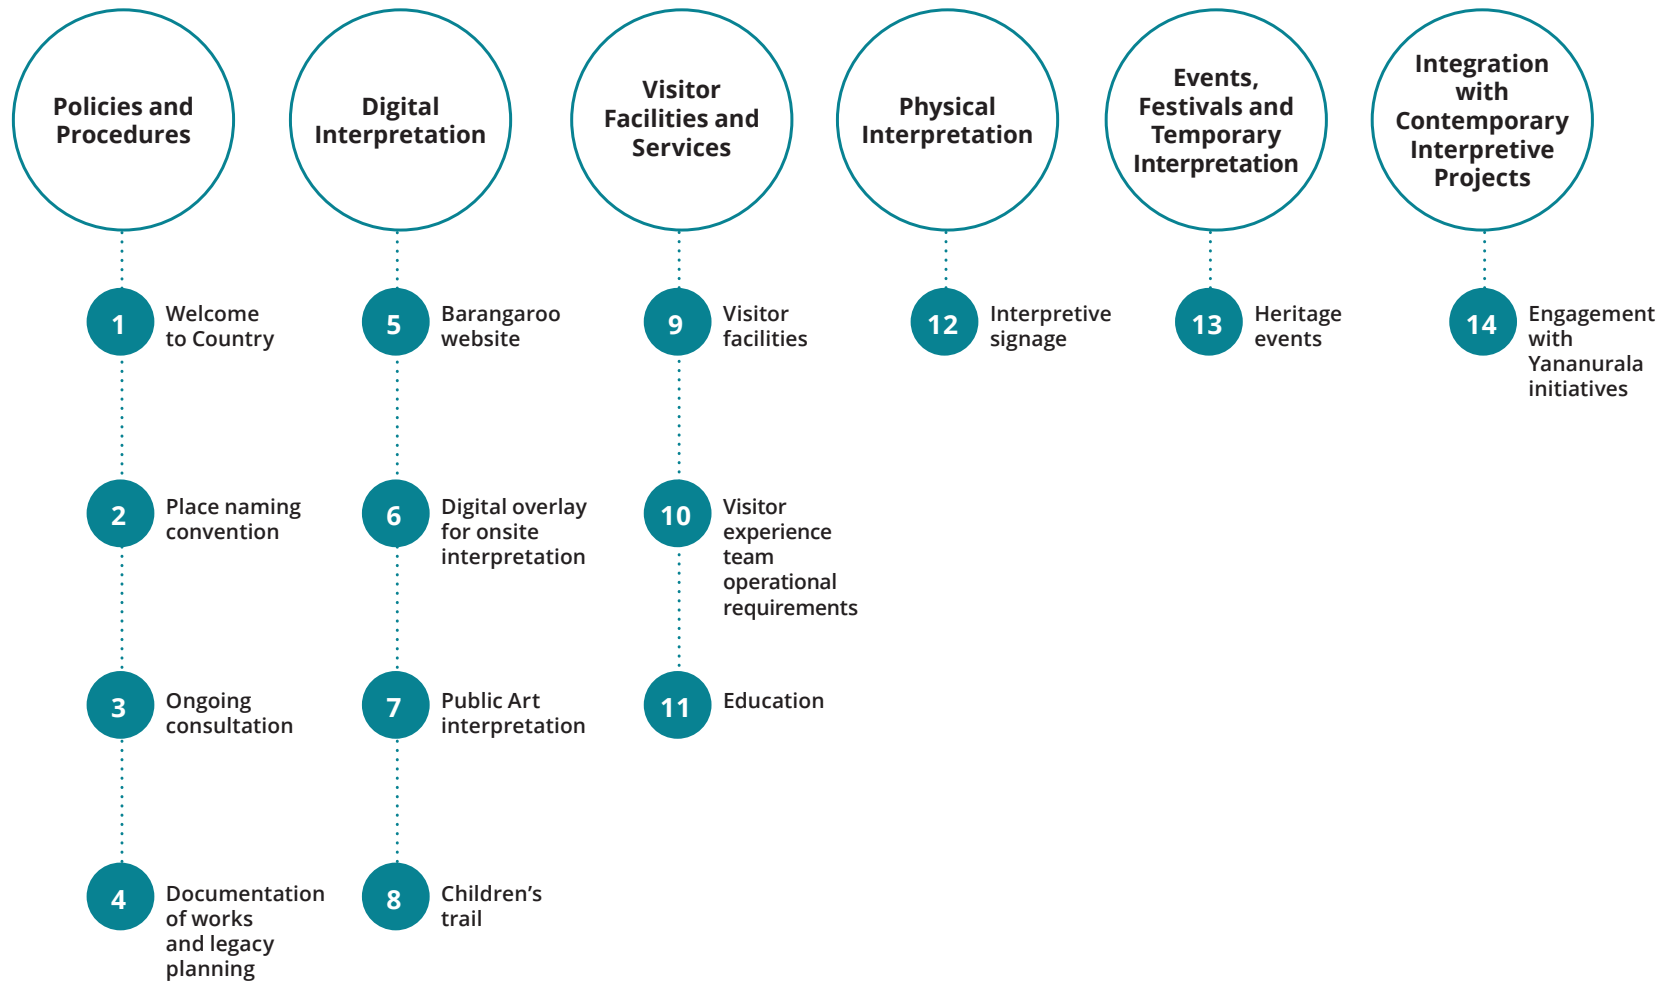 Policies and
Procedures
1
Welcome
to Country
2
Place naming
convention
3
Ongoing
consultation
4
Documentation
of works
and legacy
planning
Digital
Interpretation
5
Barangaroo
website
6
Digital overlay
for onsite
interpretation
7
Public Art
interpretation
8
Children’s
trail
Visitor
Facilities and
Services
9
Visitor
facilities
10
Visitor
experience
team
operational
requirements
11
Education
Physical
Interpretation
12
Interpretive
signage
Events,
Festivals and
Temporary
Interpretation
13
Heritage
events
Integration
with
Contemporary
Interpretive
Projects
14
Engagement
with
Yananurala
initiatives